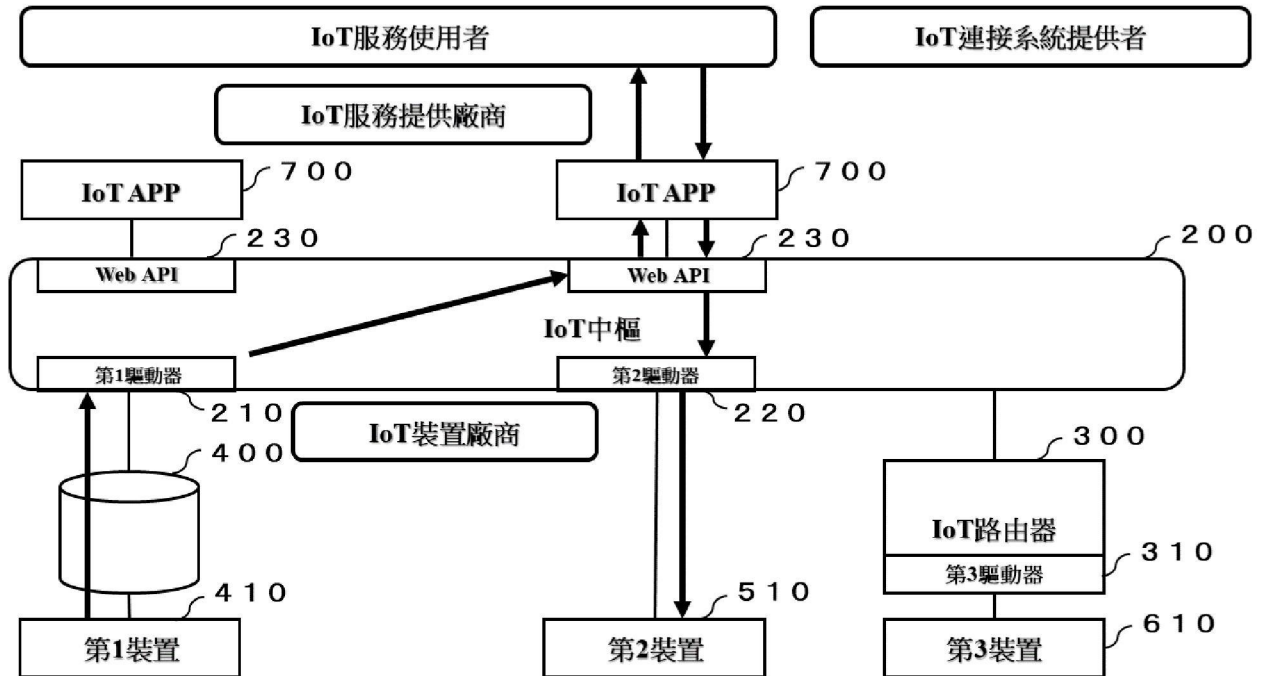 IoT服務使用者
IoT連接系統提供者
IoT服務提供廠商
IoT APP
７００
IoT APP
７００
２３０
２３０
２００
Web API
Web API
IoT中樞
第1驅動器
第2驅動器
２１０
２２０
IoT裝置廠商
４００
３００
IoT路由器
３１０
第3驅動器
４１０
５１０
６１０
第1裝置
第2裝置
第3裝置